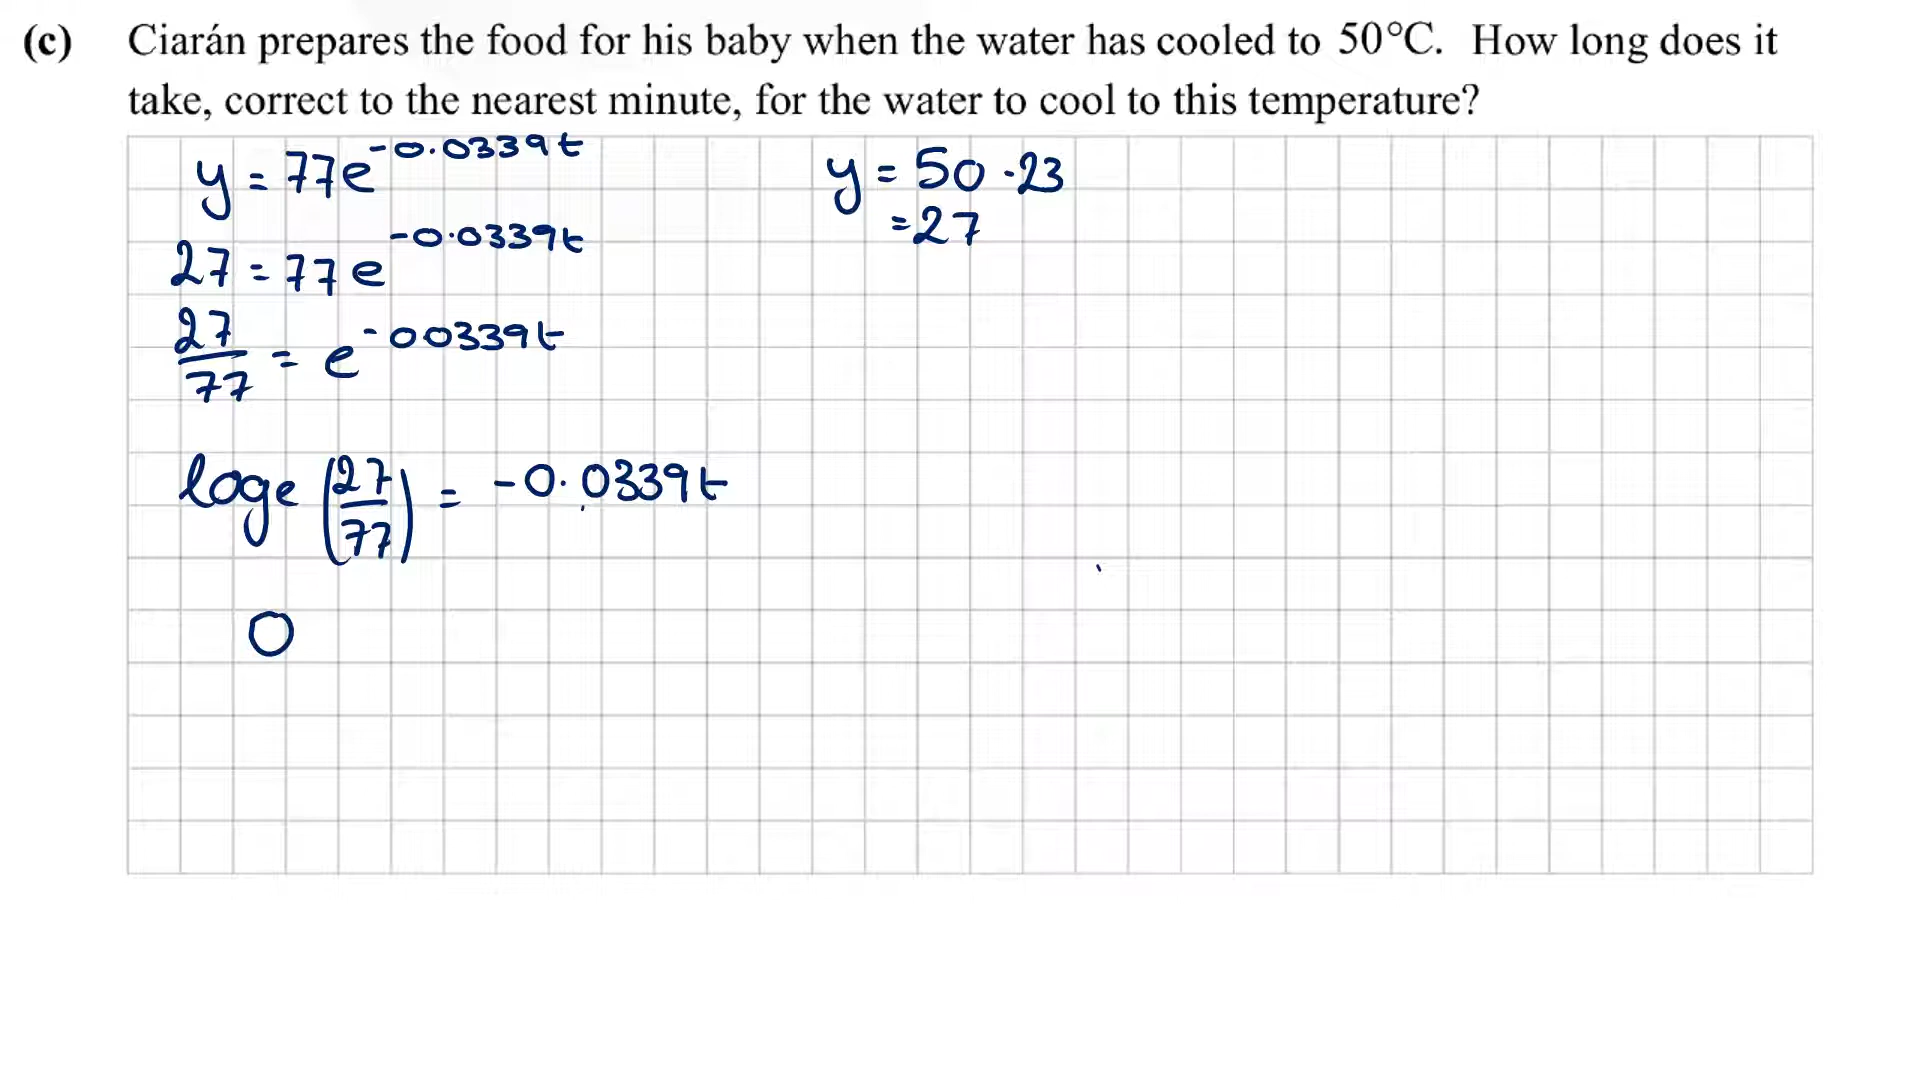 (c) Ciarán prepares the food for his baby when the water has cooled to 50°C. How long does it
take, correct to the nearest minute, for the water to cool to this temperature?
y = 77e^-0.0339t
y = 50 - 23
= 27
27 = 77e^-0.0339t
27/77 = e^-00339t
loge (27/77) = -0.0339t
0